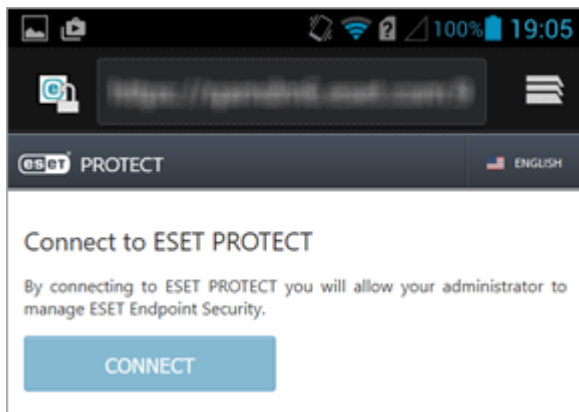 100% 19:05
eset PROTECT ENGLISH
Connect to ESET PROTECT
By connecting to ESET PROTECT you will allow your administrator to
manage ESET Endpoint Security.
CONNECT